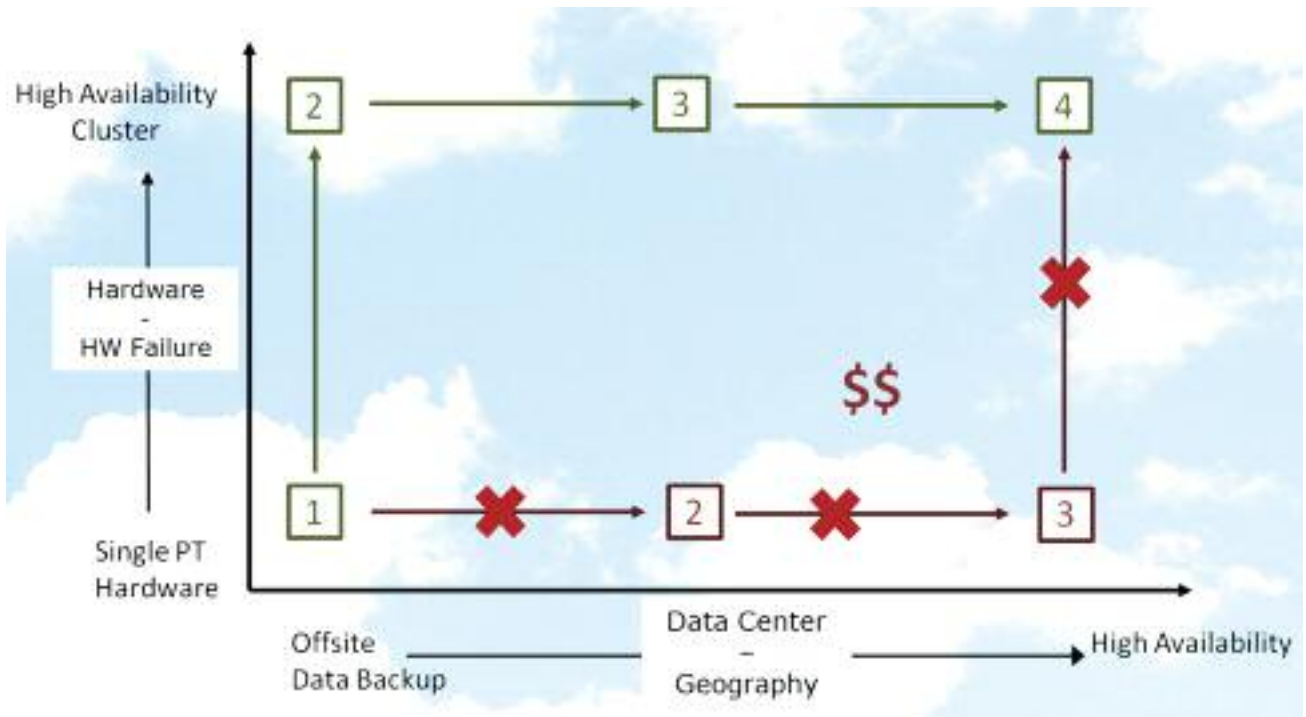 High Availability
Cluster
2
3
4
Hardware
-
HW Failure
$$
1
2
3
Single PT
Hardware
Offsite
Data Backup
Data Center
–
Geography
High Availability